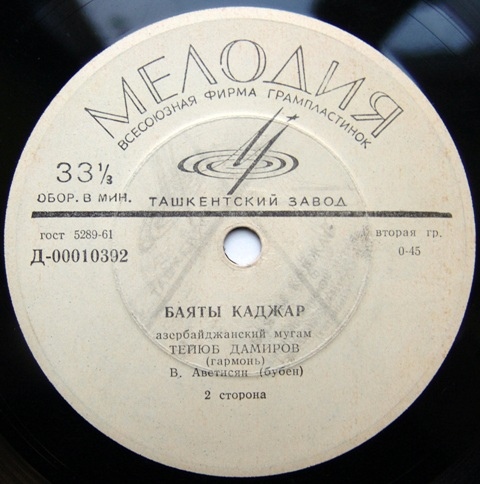 МЕЛОДИЯ
ВСЕСОЮЗНАЯ ФИРМА ГРАМПЛАСТИНОК
33⅓
ОБОР. В МИН.
ТАШКЕНТСКИЙ ЗАВОД
гост 5289-61
Д-00010392
вторая гр.
0-45
БАЯТЫ КАДЖАР
азербайджанский мугам
ТЕЙЮБ ДАМИРОВ
(гармонь)
В. Аветисян (бубен)
2 сторона